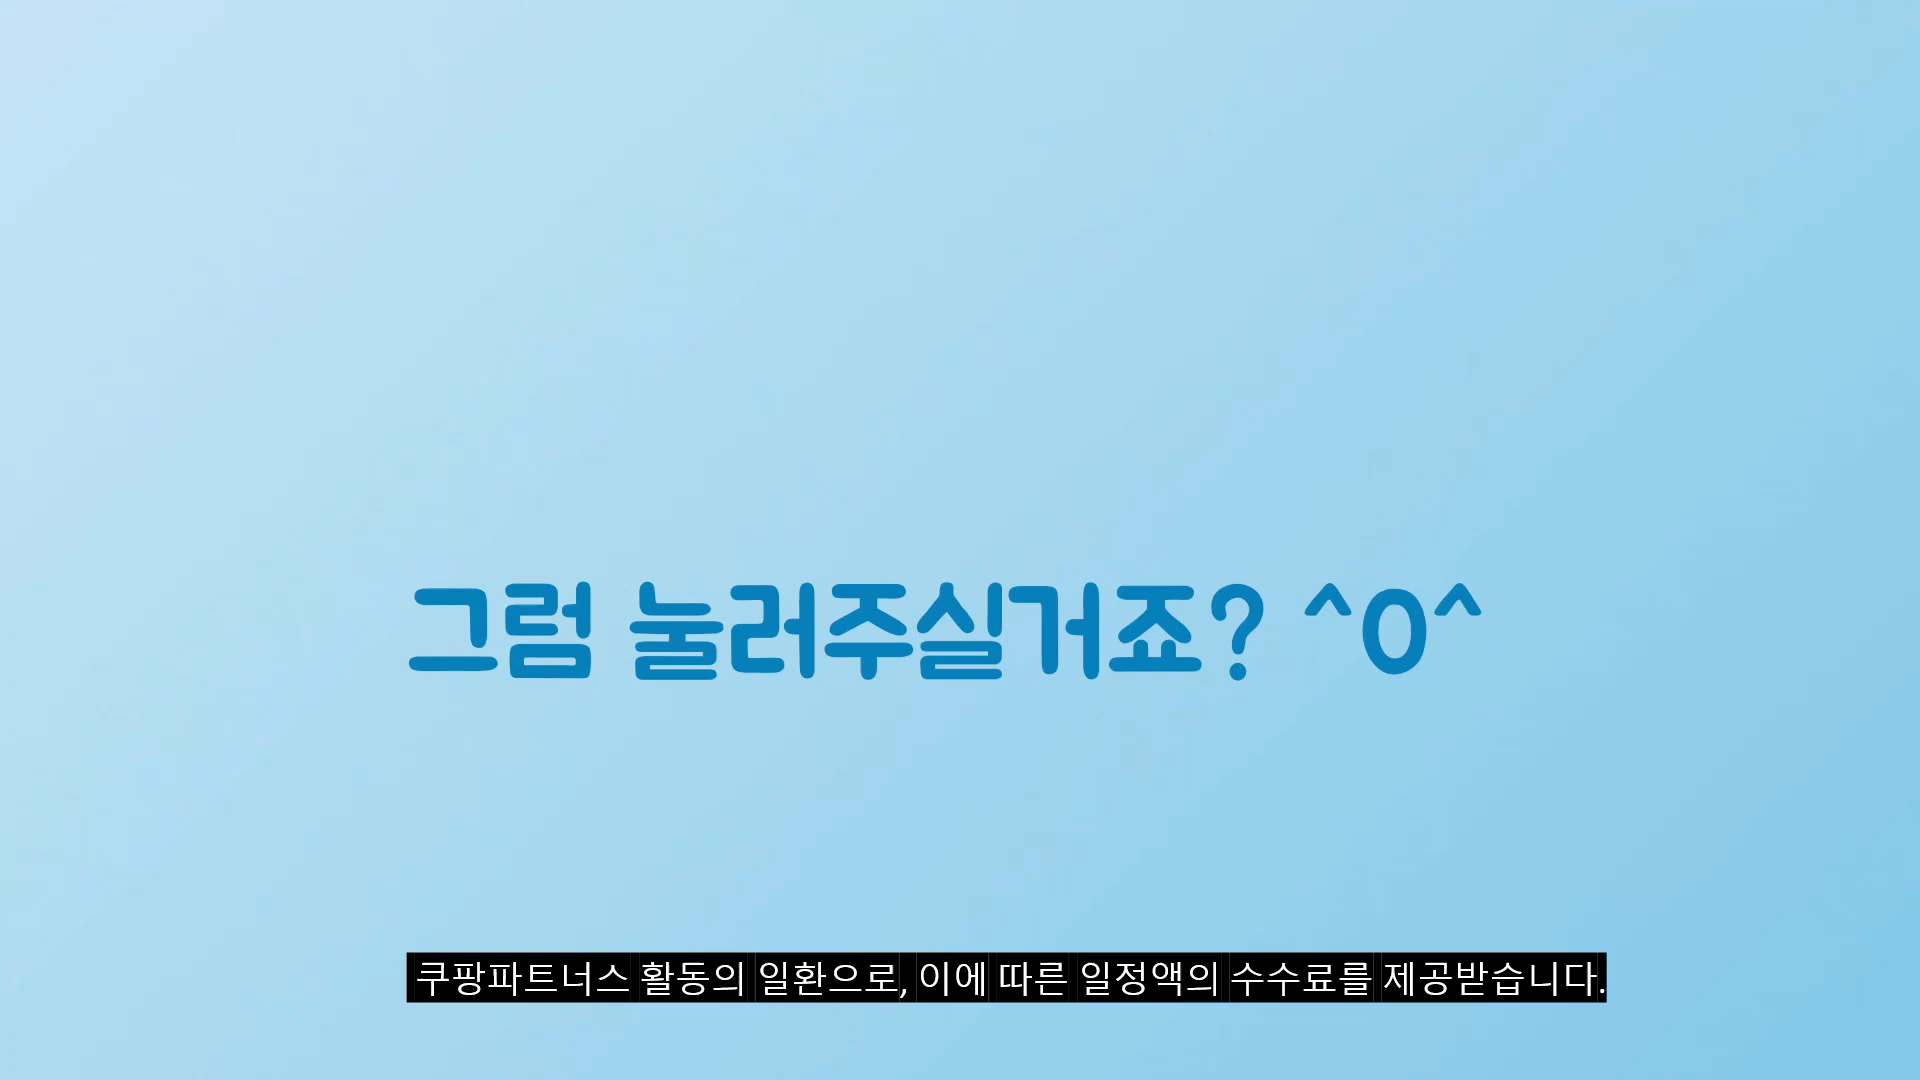 그럼 눌러주실거죠? ^0^
쿠팡파트너스 활동의 일환으로, 이에 따른 일정액의 수수료를 제공받습니다.